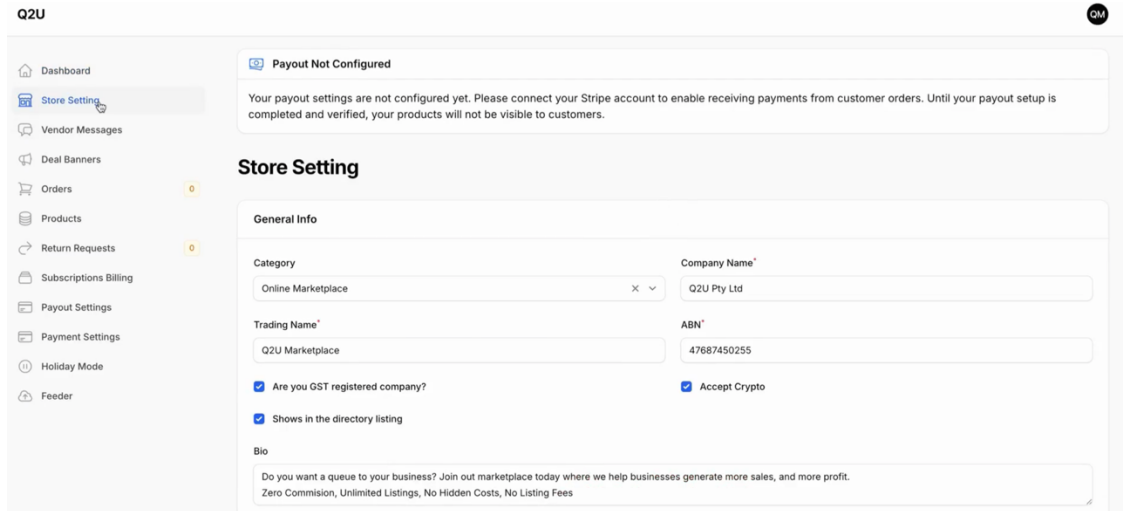 Q2U
QM
Dashboard
Store Setting
Vendor Messages
Deal Banners
Orders 0
Products
Return Requests 0
Subscriptions Billing
Payout Settings
Payment Settings
Holiday Mode
Feeder
Payout Not Configured
Your payout settings are not configured yet. Please connect your Stripe account to enable receiving payments from customer orders. Until your payout setup is
completed and verified, your products will not be visible to customers.
Store Setting
General Info
Category
Online Marketplace
Company Name*
Q2U Pty Ltd
Trading Name*
Q2U Marketplace
ABN*
47687450255
Are you GST registered company?
Accept Crypto
Shows in the directory listing
Bio
Do you want a queue to your business? Join out marketplace today where we help businesses generate more sales, and more profit.
Zero Commision, Unlimited Listings, No Hidden Costs, No Listing Fees